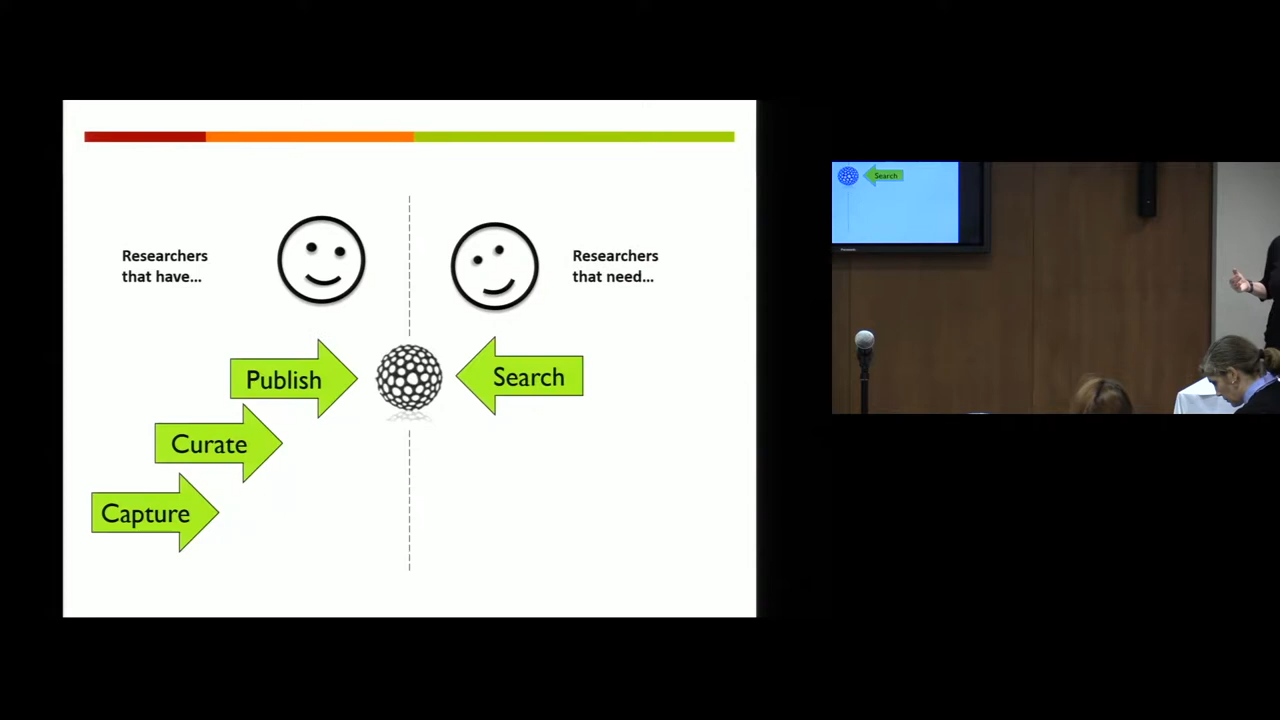 Researchers
that have...
Researchers
that need...
Publish
Search
Curate
Capture
Search